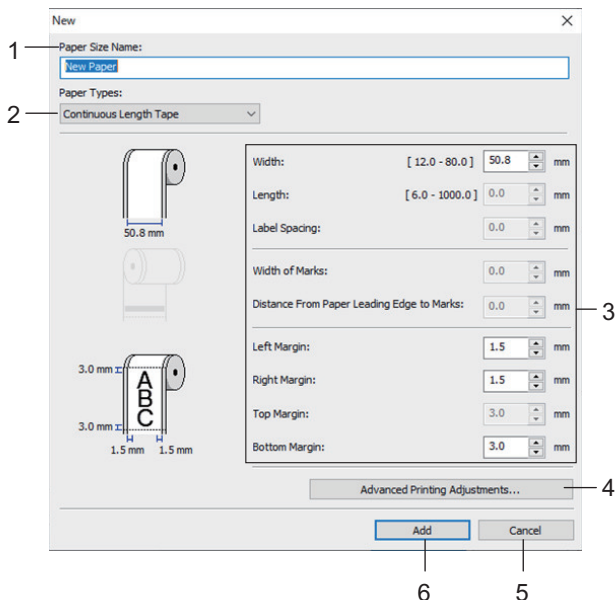 New
1 Paper Size Name:
New Paper
Paper Types:
2 Continuous Length Tape
Width: [ 12.0 - 80.0 ] 50.8 mm
Length: [ 6.0 - 1000.0 ] 0.0 mm
Label Spacing: 0.0 mm
50.8 mm
Width of Marks: 0.0 mm
Distance From Paper Leading Edge to Marks: 0.0 mm 3
Left Margin: 1.5 mm
Right Margin: 1.5 mm
Top Margin: 3.0 mm
Bottom Margin: 3.0 mm
3.0 mm
A
B
C
3.0 mm
1.5 mm 1.5 mm
Advanced Printing Adjustments... 4
Add Cancel
6 5